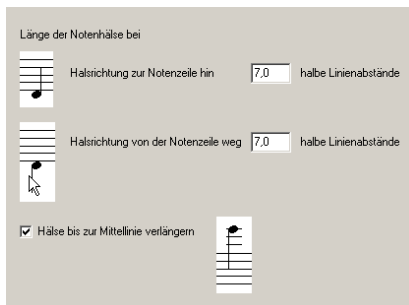 Länge der Notenhälse bei
Halsrichtung zur Notenzeile hin 7,0 halbe Linienabstände
Halsrichtung von der Notenzeile weg 7,0 halbe Linienabstände
Hälse bis zur Mittellinie verlängern